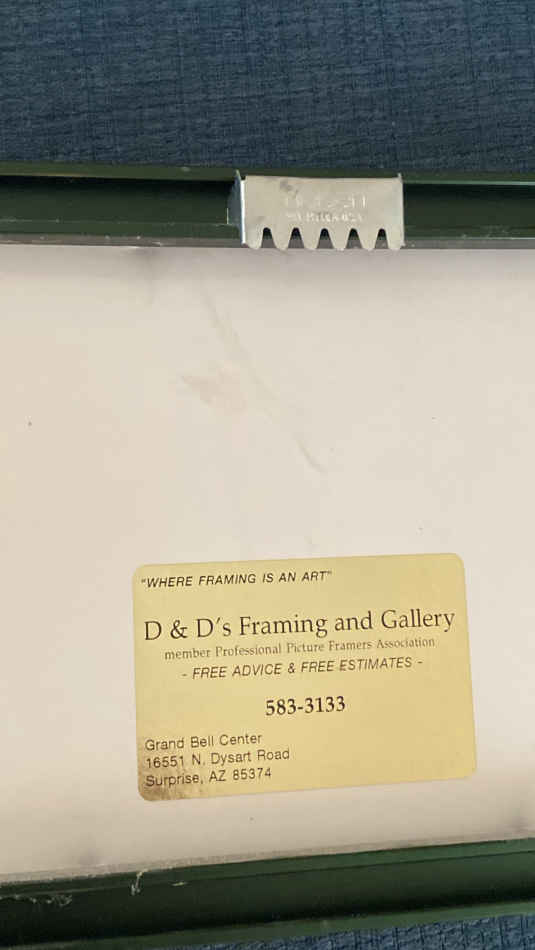 "WHERE FRAMING IS AN ART"
D & D's Framing and Gallery
member Professional Picture Framers Association
- FREE ADVICE & FREE ESTIMATES -
583-3133
Grand Bell Center
16551 N. Dysart Road
Surprise, AZ 85374